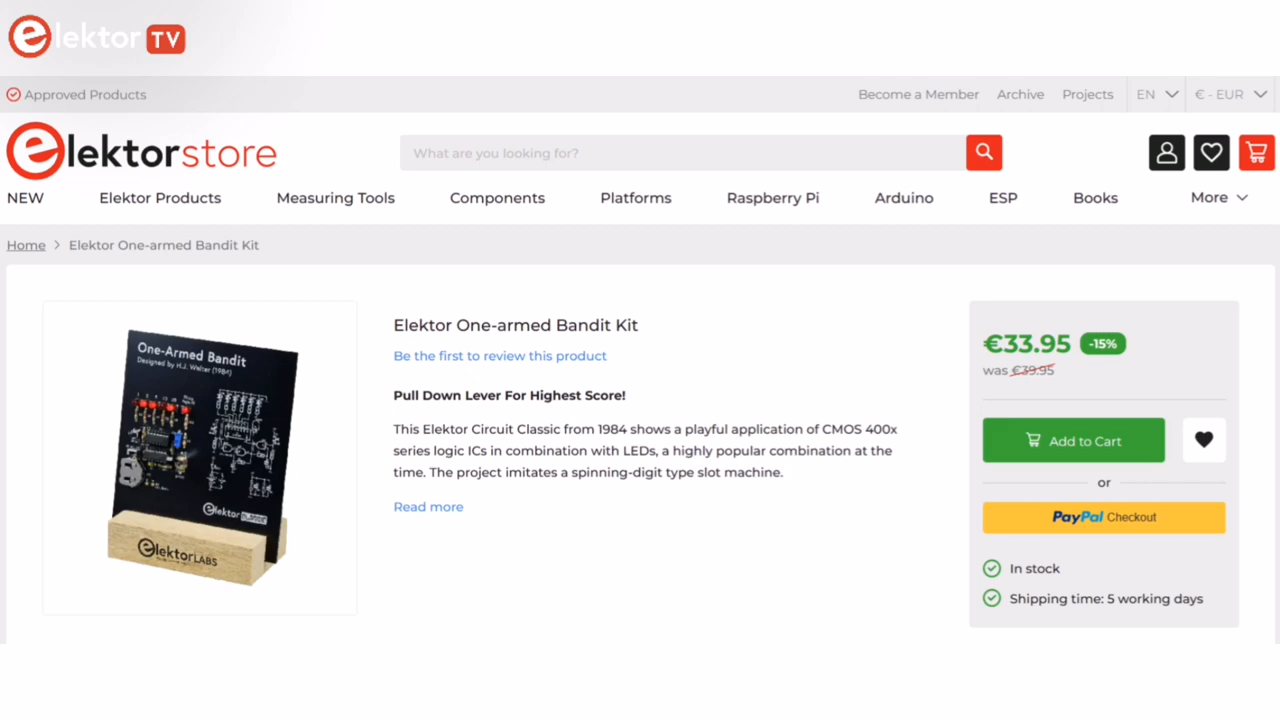 elektor TV
Approved Products
Become a Member Archive Projects EN € - EUR
elektorstore
What are you looking for?
NEW Elektor Products Measuring Tools Components Platforms Raspberry Pi Arduino ESP Books More
Home > Elektor One-armed Bandit Kit
One-Armed Bandit
Designed by H.J. Walter (1984)
elektor
elektorLABS
Elektor One-armed Bandit Kit
Be the first to review this product
Pull Down Lever For Highest Score!
This Elektor Circuit Classic from 1984 shows a playful application of CMOS 400x
series logic ICs in combination with LEDs, a highly popular combination at the
time. The project imitates a spinning-digit type slot machine.
Read more
€33.95 -15%
was €39.95
Add to Cart
or
PayPal Checkout
In stock
Shipping time: 5 working days